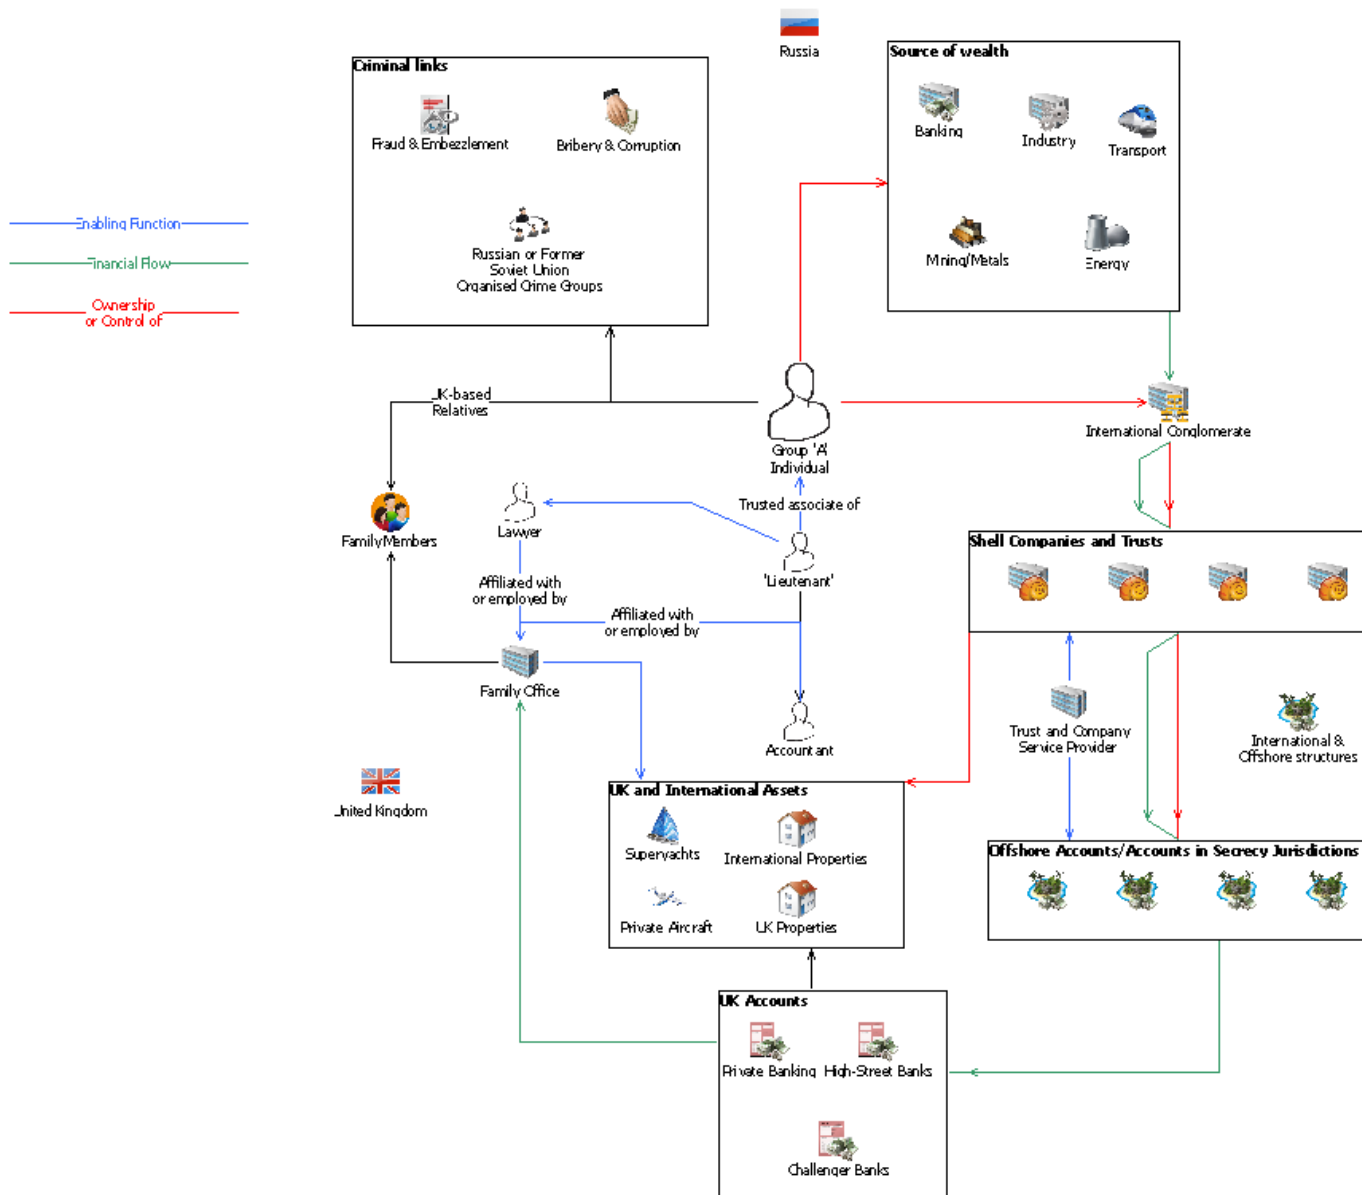 Russia
Criminal links
Fraud & Embezzlement
Bribery & Corruption
Russian or Former
Soviet Union
Organised Crime Groups
Source of wealth
Banking
Industry
Transport
Mining/Metals
Energy
Enabling Function
Financial Flow
Ownership
or Control of
UK-based
Relatives
Group 'A'
Individual
International Conglomerate
Trusted associate of
Family Members
Lawyer
'Lieutenant'
Shell Companies and Trusts
Affiliated with
or employed by
Affiliated with
or employed by
Family Office
Accountant
Trust and Company
Service Provider
International &
Offshore structures
United Kingdom
UK and International Assets
Superyachts
International Properties
Private Aircraft
UK Properties
Offshore Accounts/Accounts in Secrecy Jurisdictions
UK Accounts
Private Banking
High-Street Banks
Challenger Banks